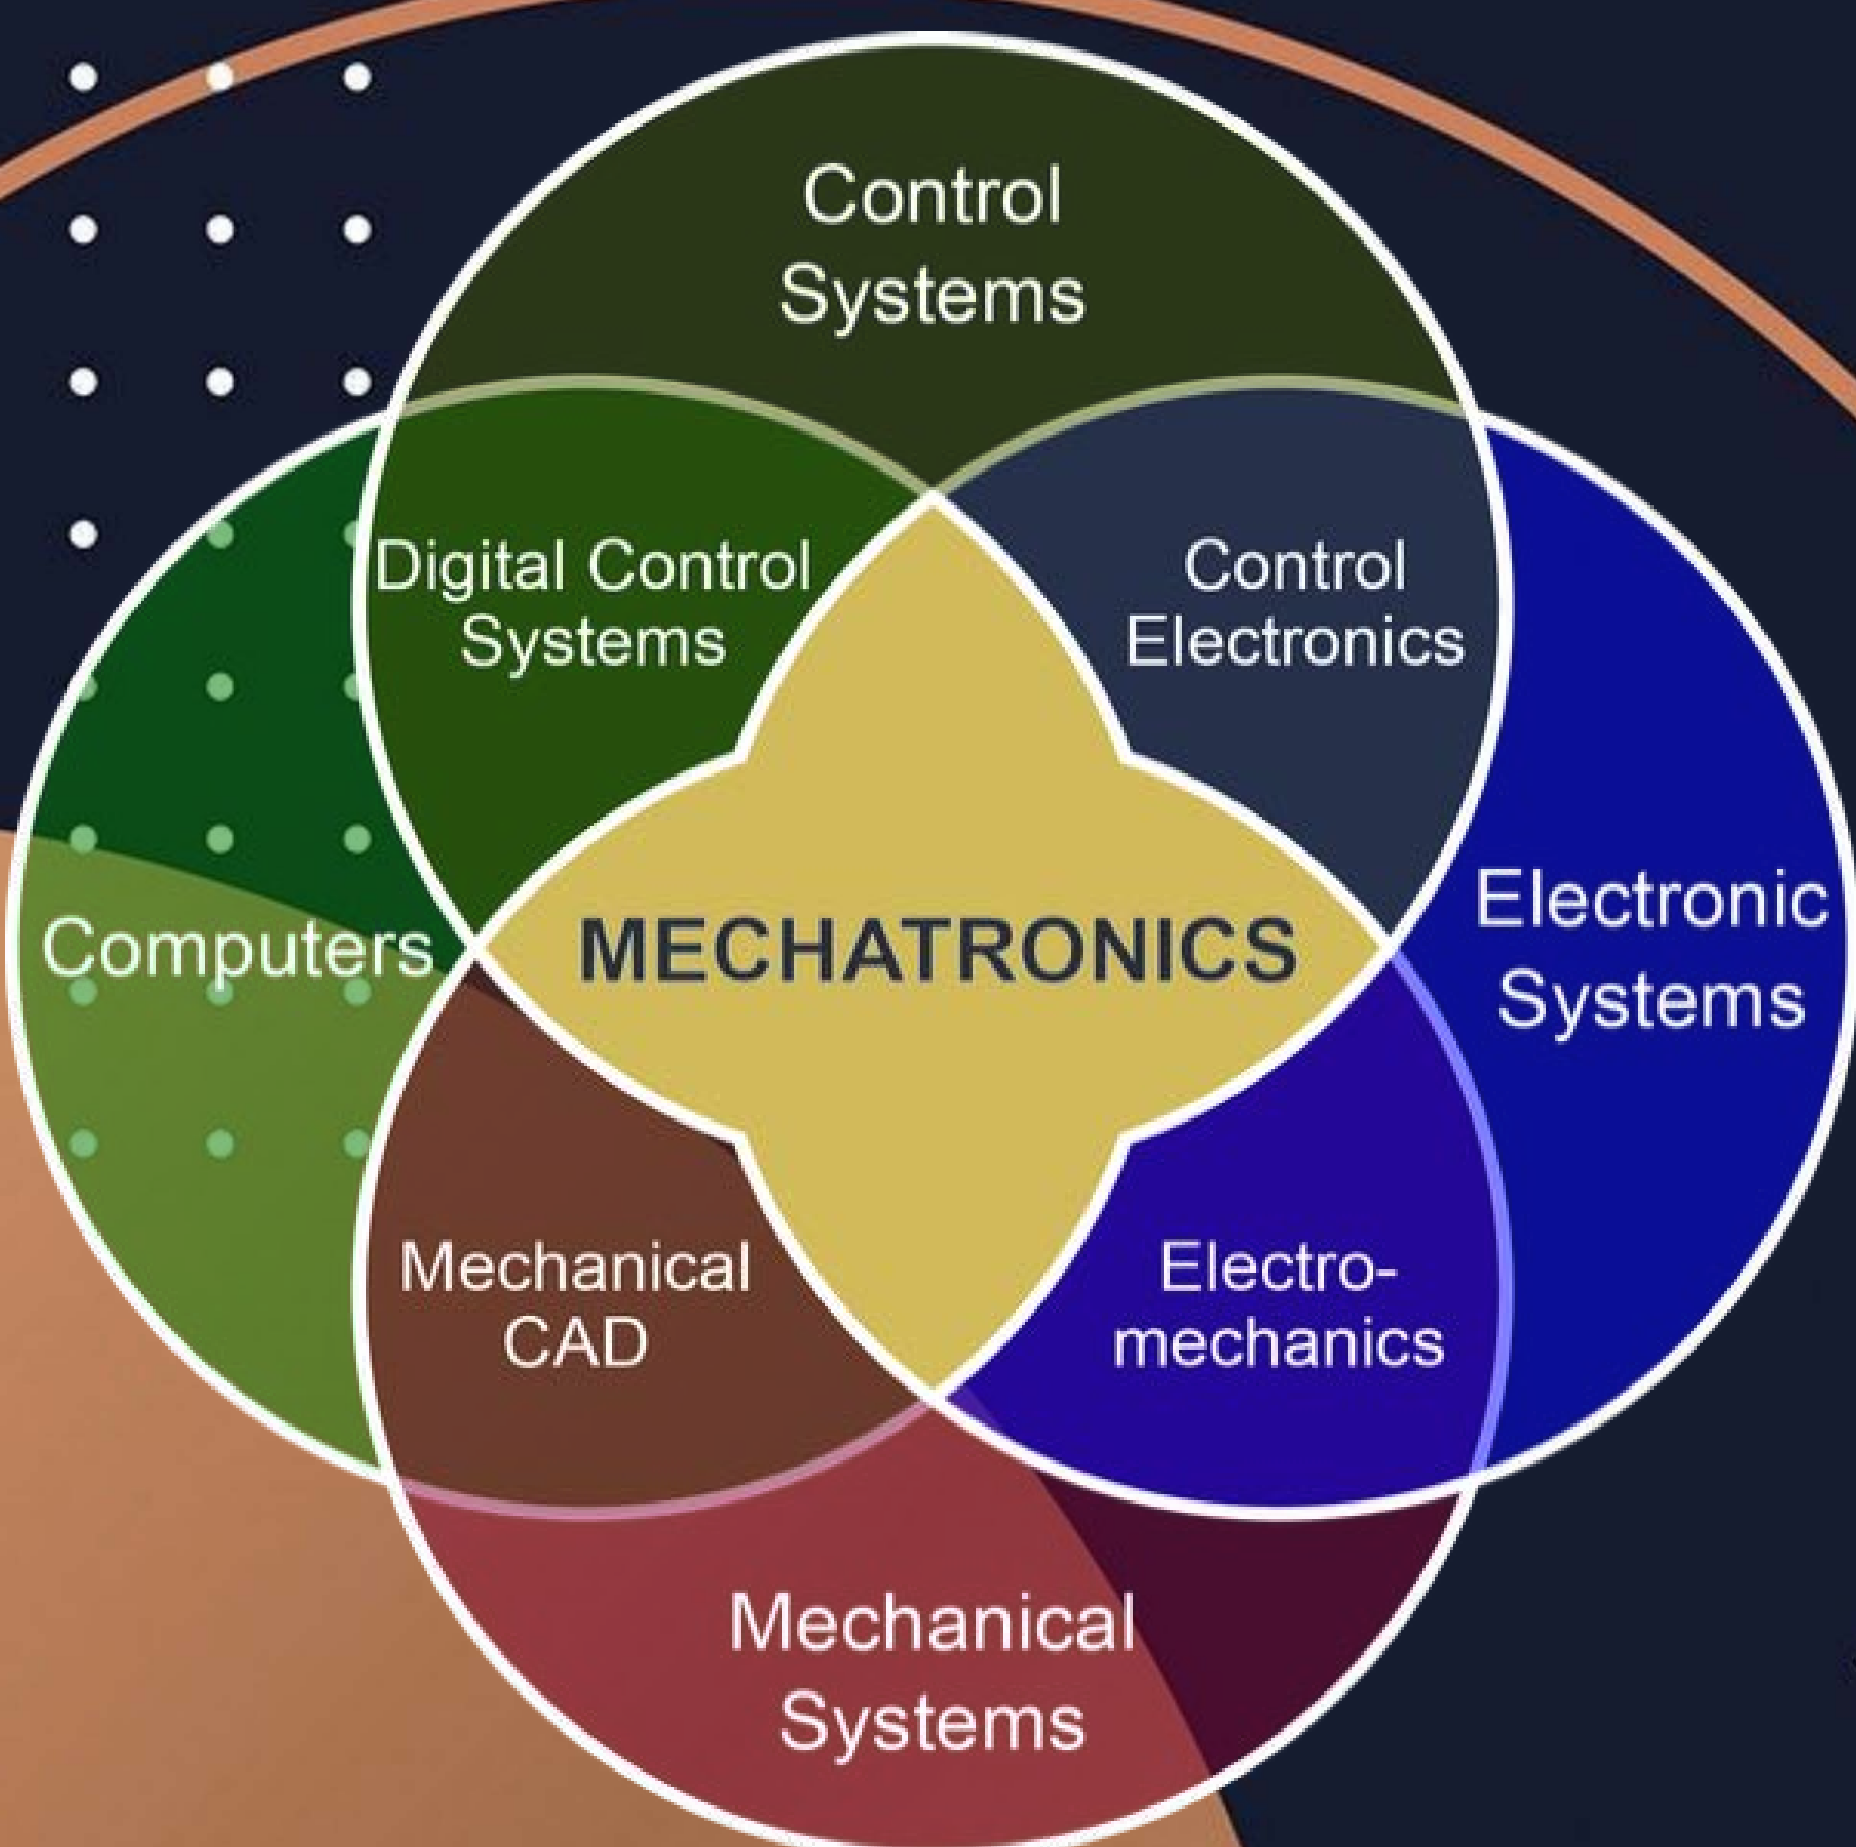 Control
Systems
Digital Control
Systems
Control
Electronics
Computers
MECHATRONICS
Electronic
Systems
Mechanical
CAD
Electro-
mechanics
Mechanical
Systems